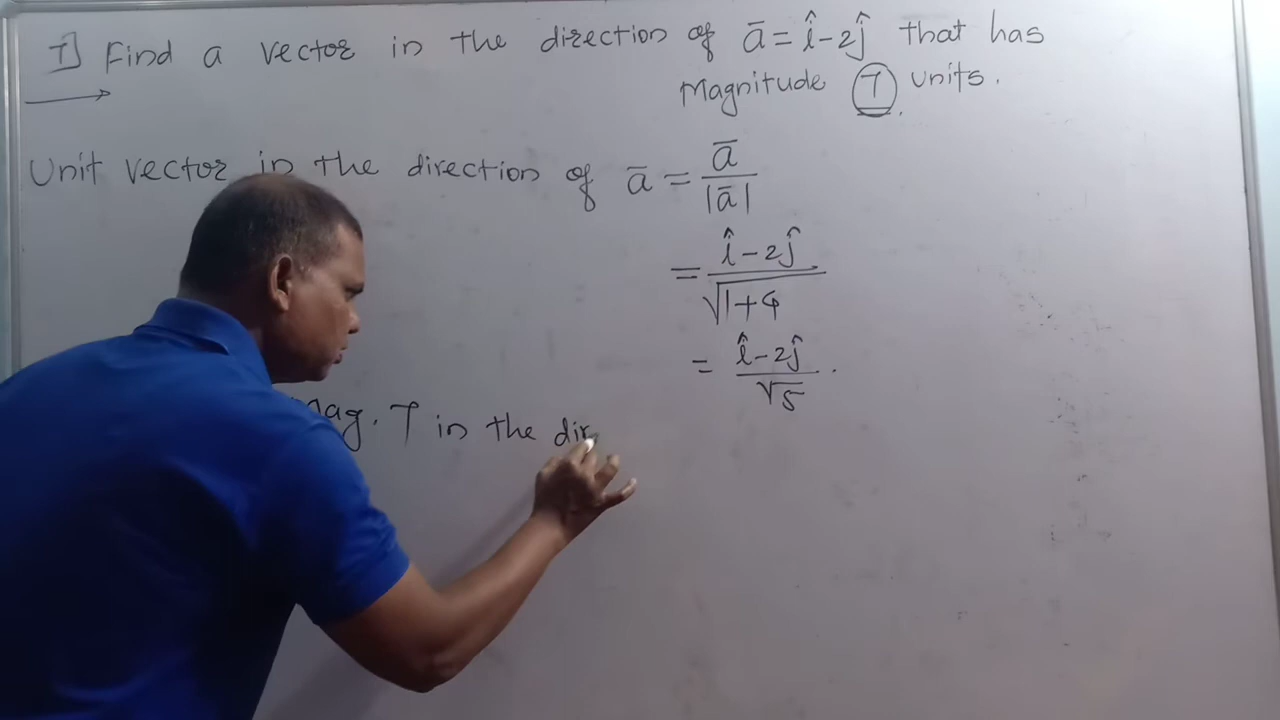 7] Find a vector in the direction of a̅ = î - 2ĵ that has
Magnitude 7 units.
Unit vector in the direction of a̅ = a̅ / |a̅|
= (î - 2ĵ) / √1+4
= (î - 2ĵ) / √5 .
mag. 7 in the dir